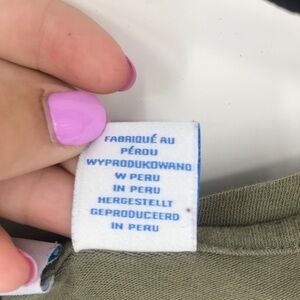 FABRIQUÉ AU
PÉROU
WYPRODUKOWANO
W PERU
IN PERU
HERGESTELLT
GEPRODUCEERD
IN PERU